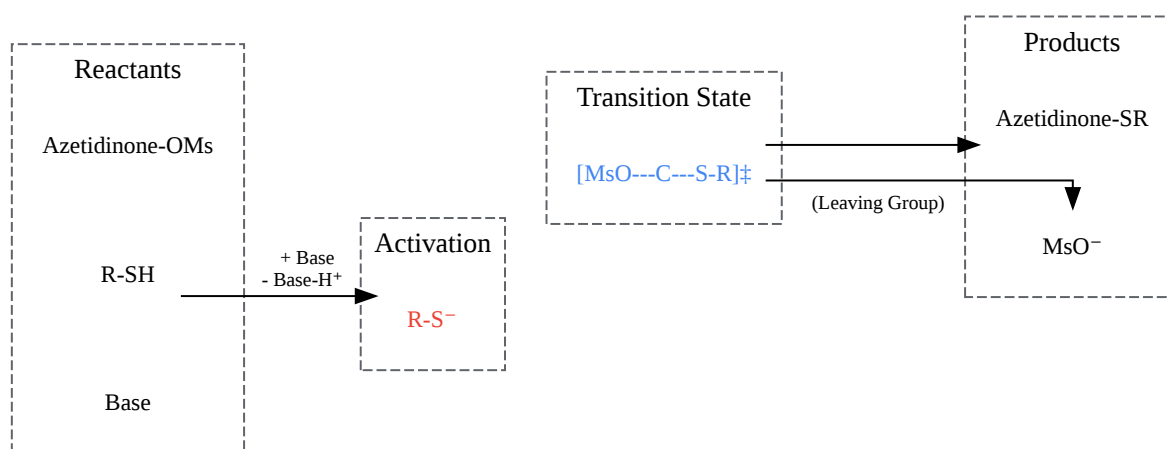 Reactants
Azetidinone-OMs
R-SH
Base
+ Base
- Base-H⁺
Activation
R-S⁻
Transition State
[MsO---C---S-R]‡
(Leaving Group)
Products
Azetidinone-SR
MsO⁻